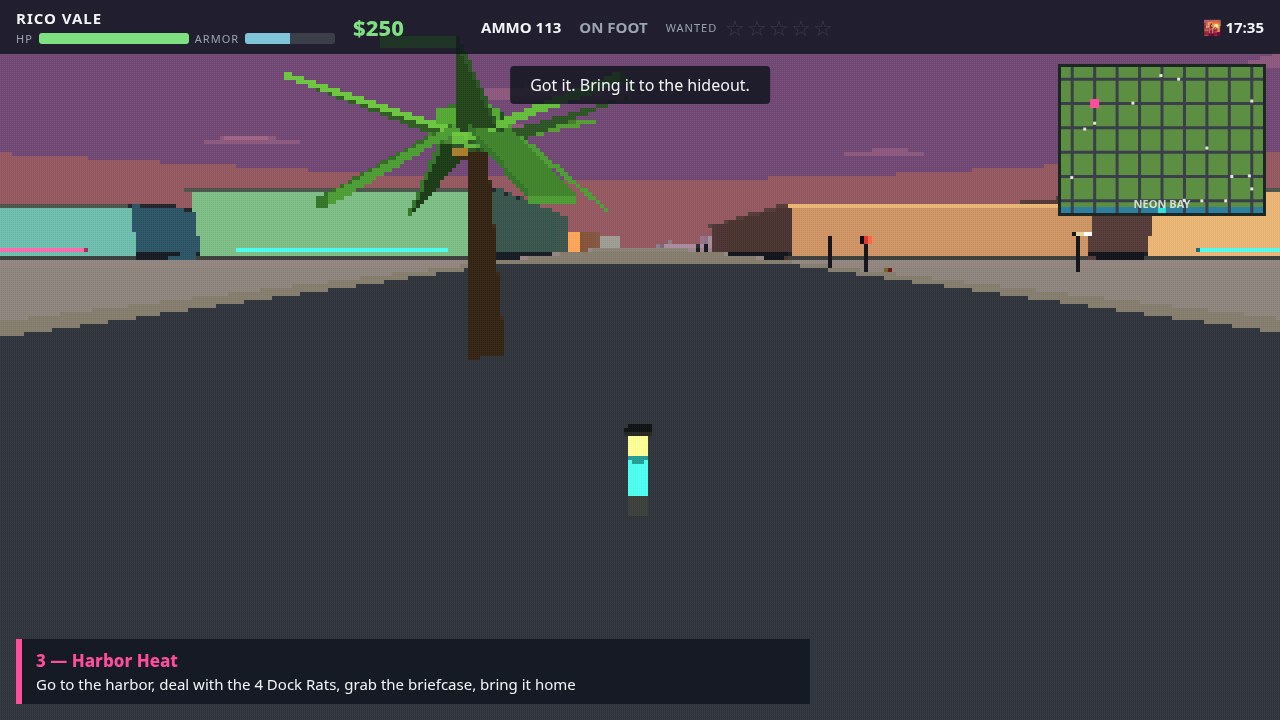 RICO VALE
HP
ARMOR
$250
AMMO 113
ON FOOT
WANTED
17:35
Got it. Bring it to the hideout.
NEON BAY
3 — Harbor Heat
Go to the harbor, deal with the 4 Dock Rats, grab the briefcase, bring it home